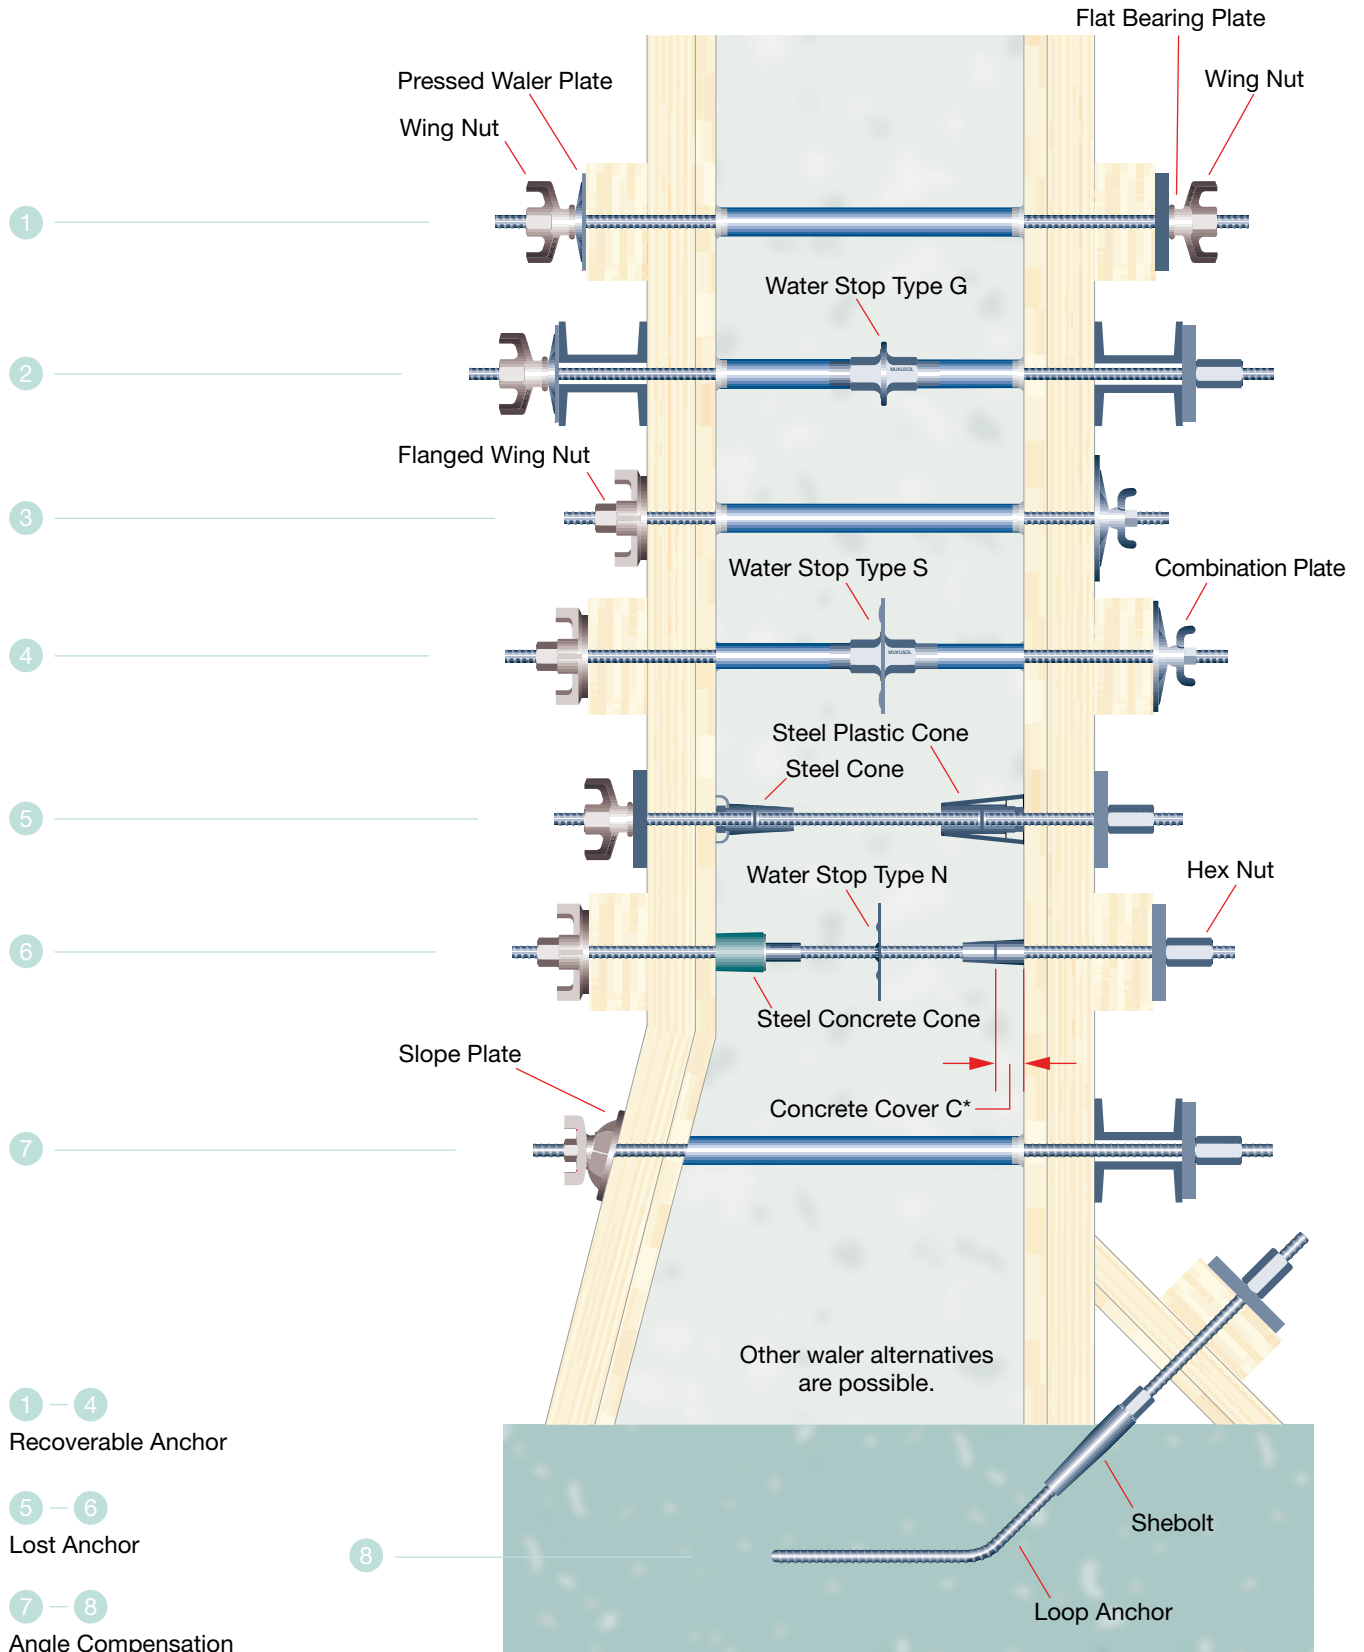 Flat Bearing Plate
Pressed Waler Plate
Wing Nut
Wing Nut
1
Water Stop Type G
2
MUKUSOL
Flanged Wing Nut
3
Water Stop Type S
Combination Plate
4
MUKUSOL
Steel Plastic Cone
Steel Cone
5
Water Stop Type N
Hex Nut
6
Steel Concrete Cone
Slope Plate
Concrete Cover C*
7
Other waler alternatives
are possible.
1 – 4
Recoverable Anchor
5 – 6
Lost Anchor
Shebolt
8
7 – 8
Loop Anchor
Angle Compensation